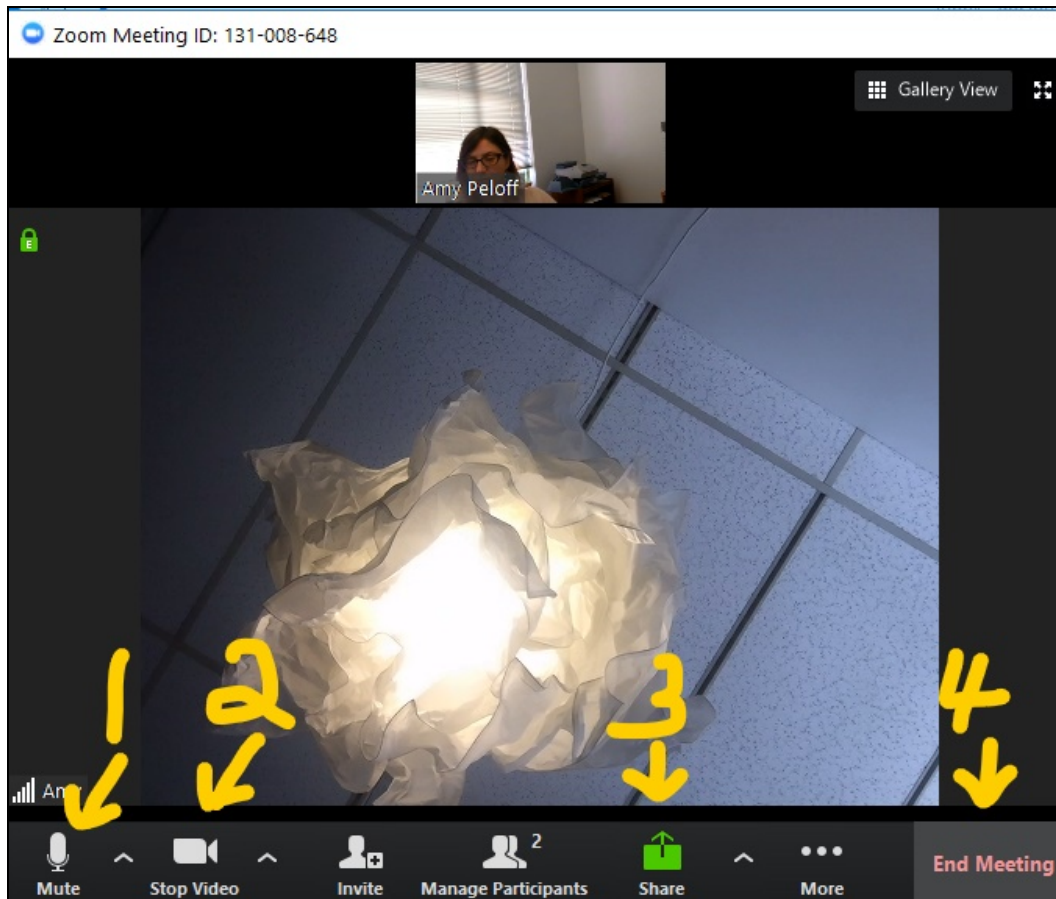 Zoom Meeting ID: 131-008-648
Gallery View
Amy Peloff
E
1
2
3
4
Amy
2
Mute
Stop Video
Invite
Manage Participants
Share
More
End Meeting